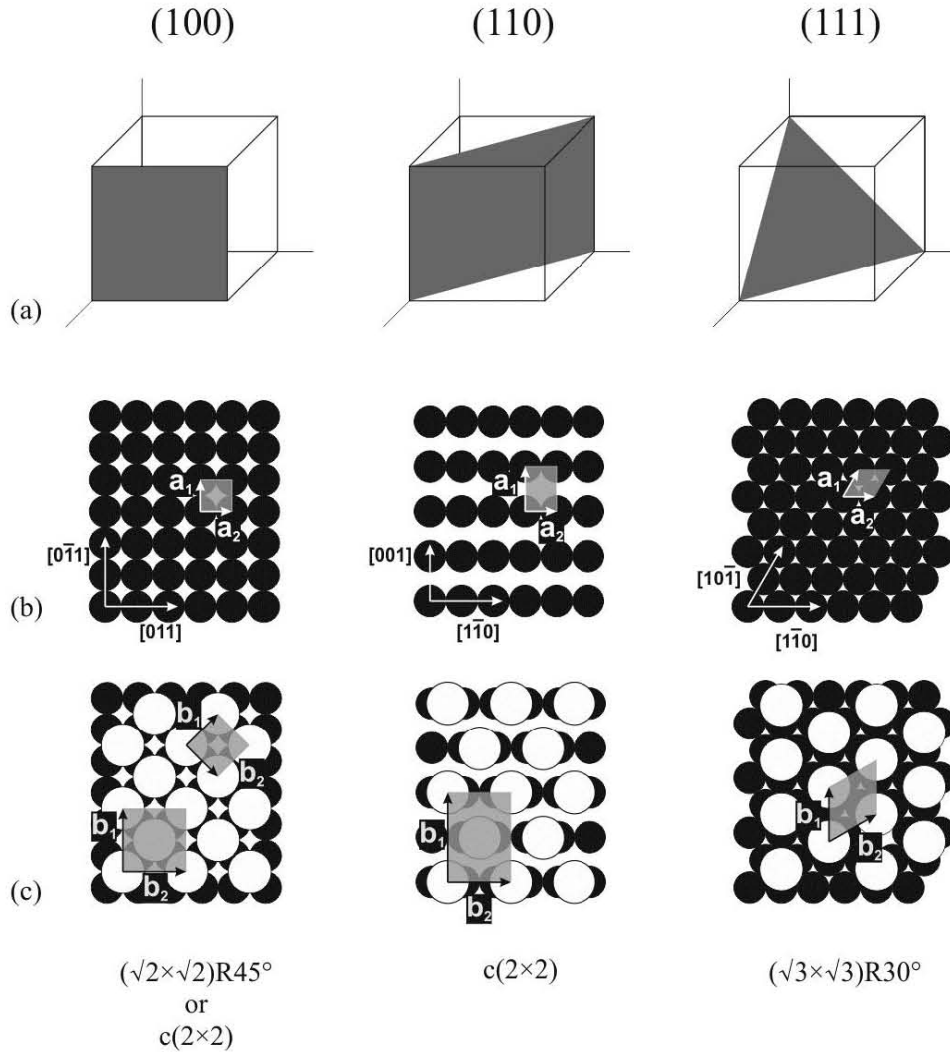 (100) (110) (111)
(a)
a₁ a₁ a₁
a₂ a₂ a₂
[01̅1] [001] [101̅]
(b)
[011] [11̅0] [11̅0]
b₁
b₂
b₁ b₁ b₁
b₂ b₂ b₂
(c)
(√2×√2)R45° c(2×2) (√3×√3)R30°
or
c(2×2)